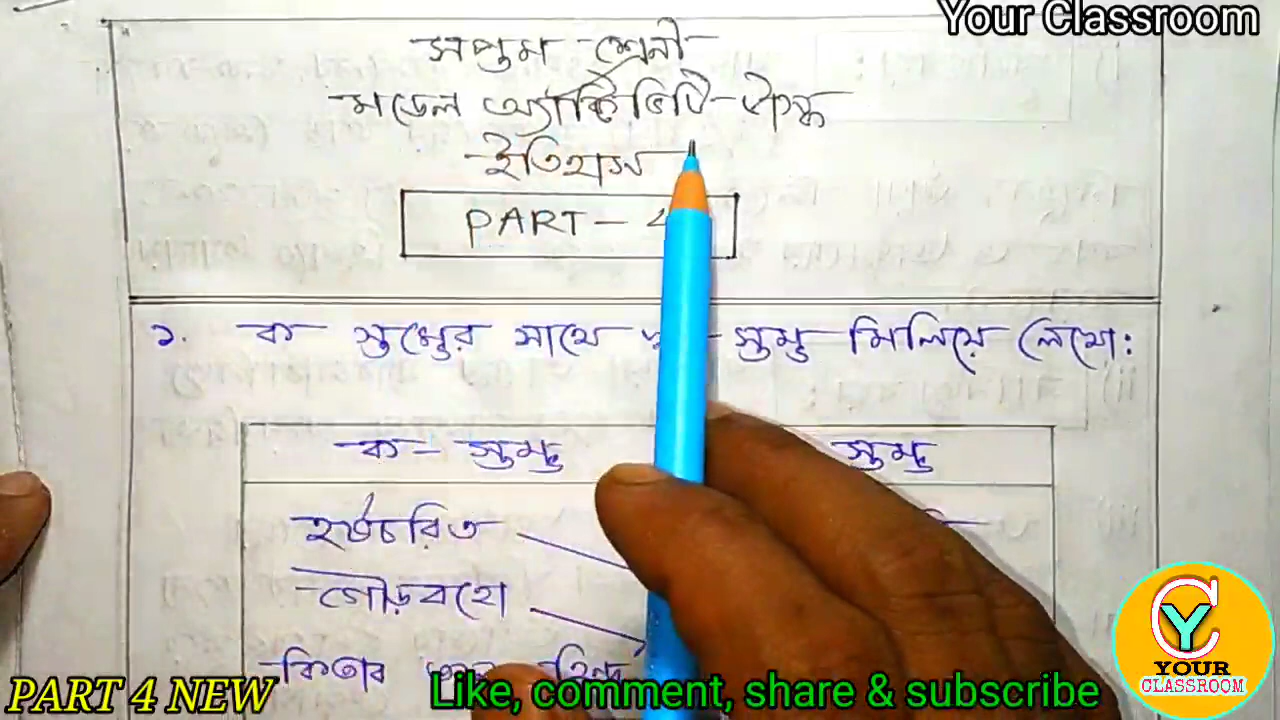 Your Classroom
সপ্তম শ্রেনী
মডেল অ্যাক্টিভিটি টাস্ক
ইতিহাস
PART - 4
১. ক স্তম্ভের সাথে স্তম্ভ মিলিয়ে লেখো:
ক - স্তম্ভ স্তম্ভ
হর্ষচরিত
গৌড়বহো
কিতাব
PART 4 NEW
Like, comment, share & subscribe
YOUR
CLASSROOM